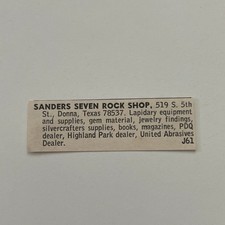 SANDERS SEVEN ROCK SHOP, 519 S. 5th
St., Donna, Texas 78537. Lapidary equipment
and supplies, gem material, jewelry findings,
silvercrafters supplies, books, magazines, PDQ
dealer, Highland Park dealer, United Abrasives
Dealer. J61